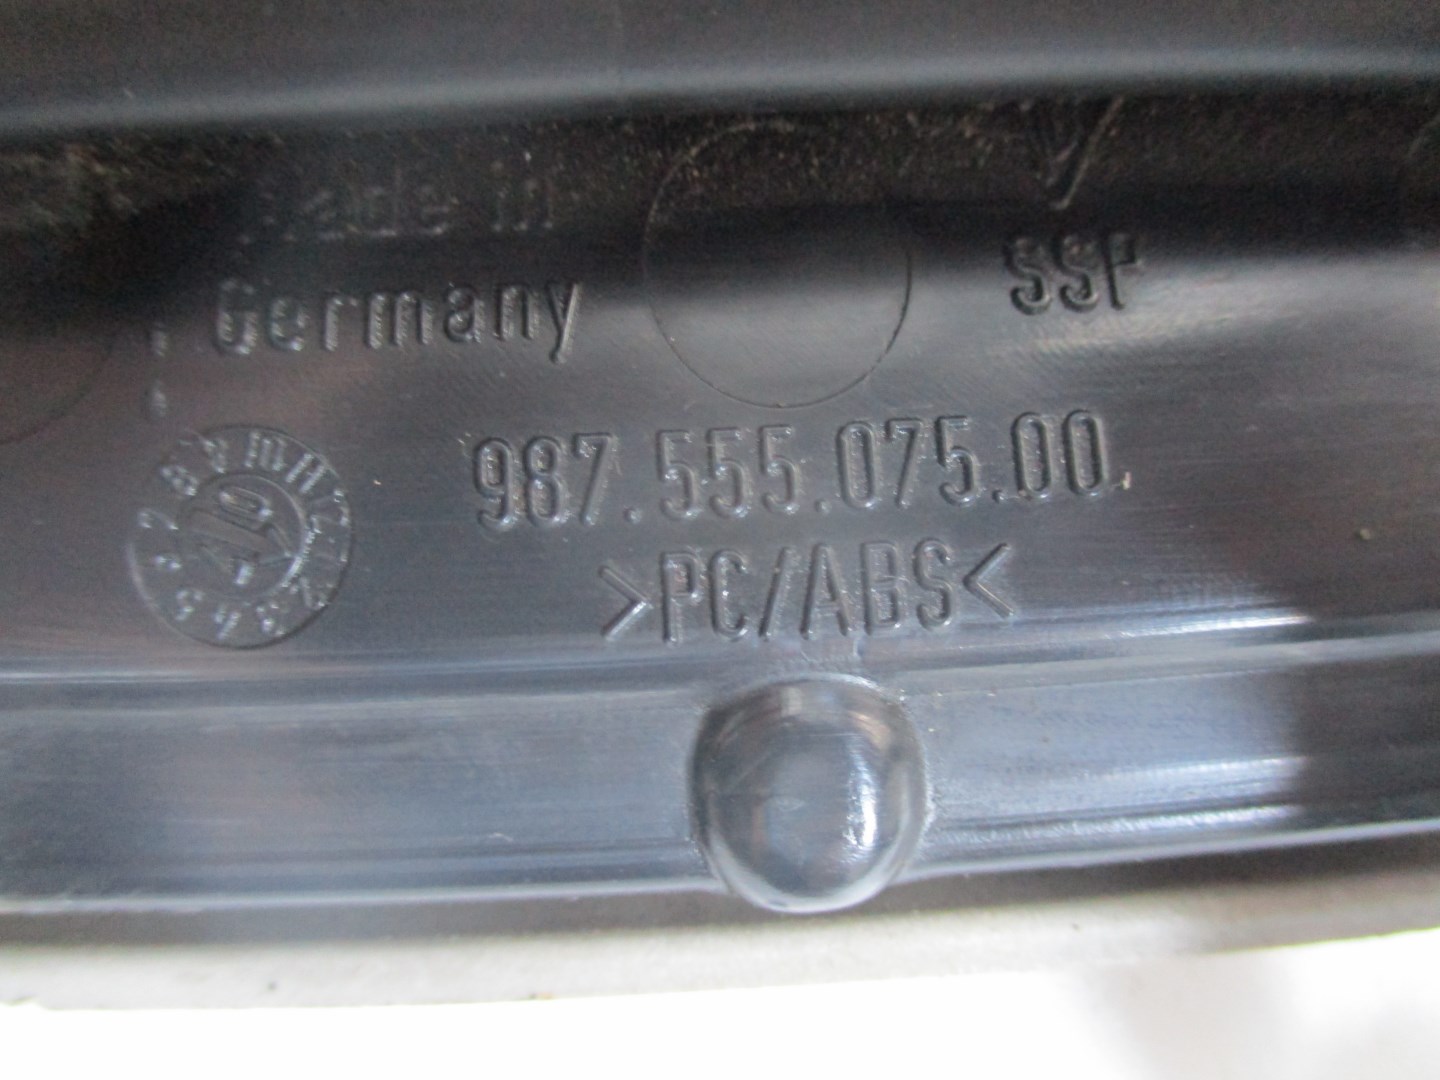 Made in
Germany
SSP
987.555.075.00
>PC/ABS<